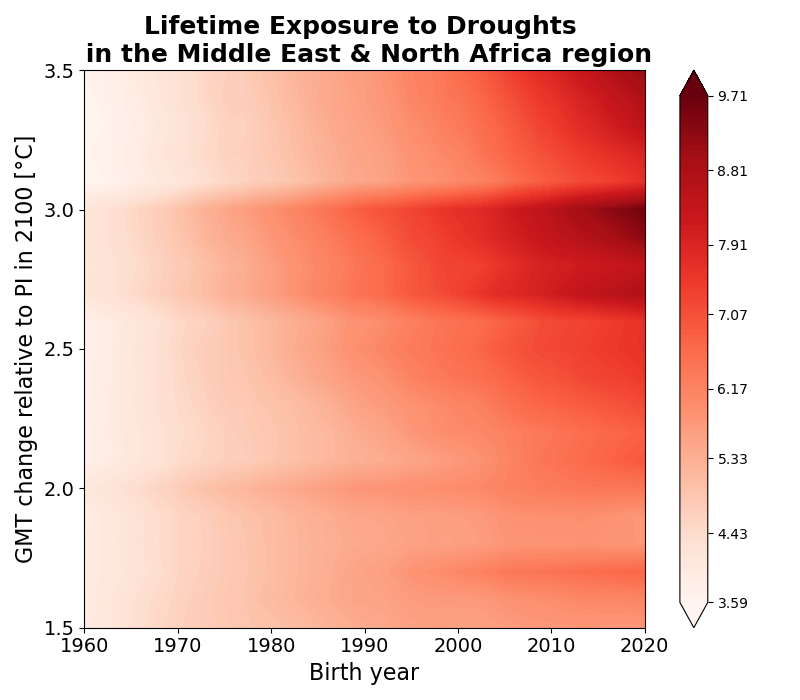 Lifetime Exposure to Droughts
in the Middle East & North Africa region
GMT change relative to PI in 2100 [°C]
3.5
3.0
2.5
2.0
1.5
1960 1970 1980 1990 2000 2010 2020
Birth year
9.71
8.81
7.91
7.07
6.17
5.33
4.43
3.59